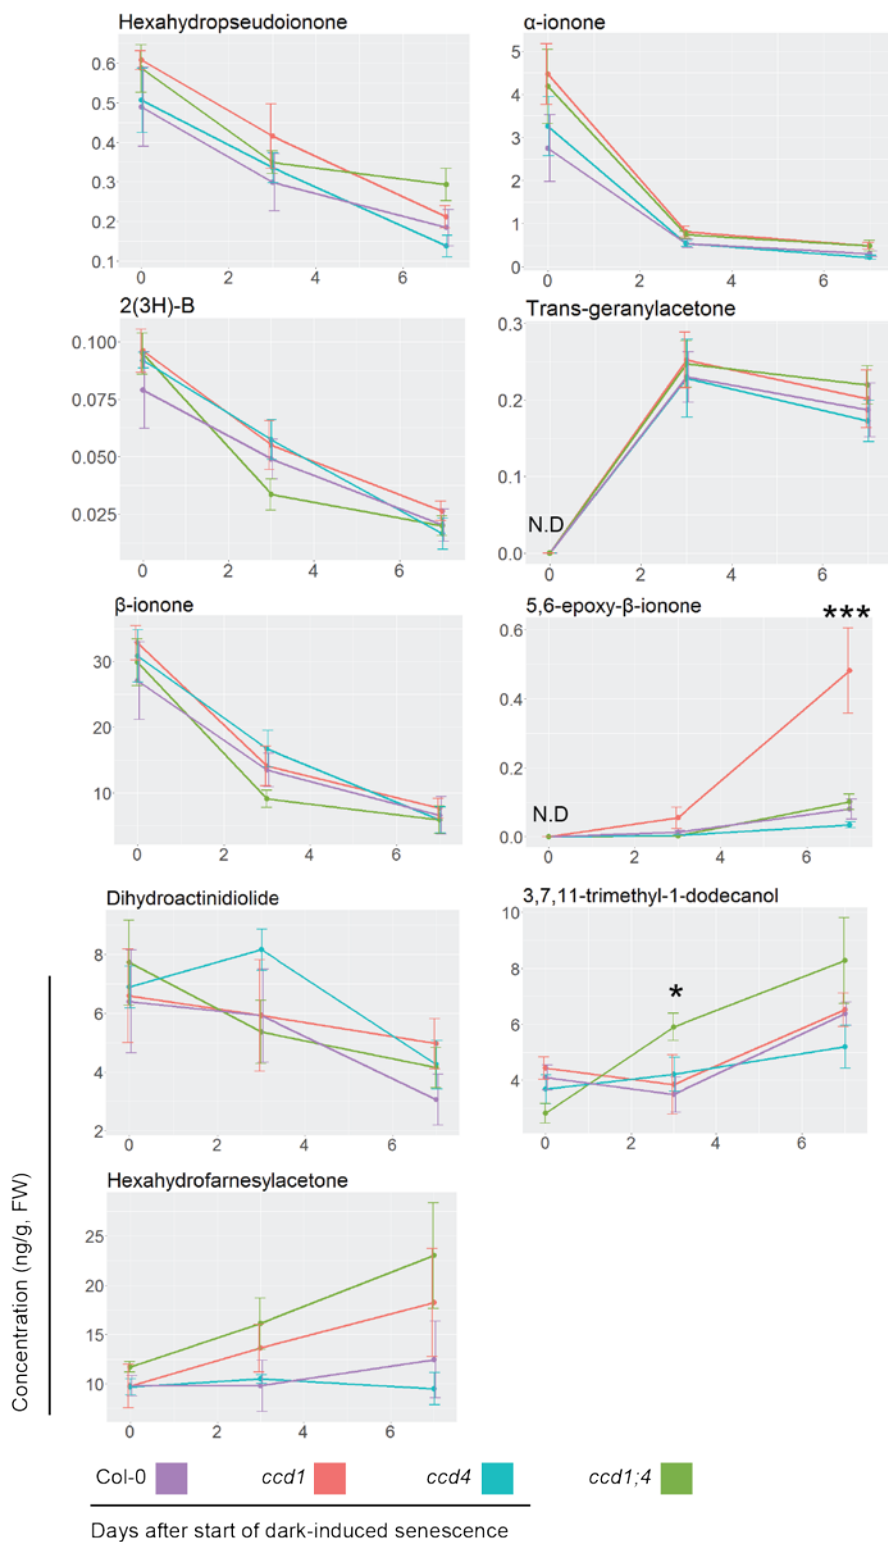 Hexahydropseudoionone
0.6
0.5
0.4
0.3
0.2
0.1
0 2 4 6
α-ionone
5
4
3
2
1
0
0 2 4 6
2(3H)-B
0.100
0.075
0.050
0.025
0 2 4 6
Trans-geranylacetone
0.3
0.2
0.1
N.D
0.0
0 2 4 6
β-ionone
30
20
10
0 2 4 6
5,6-epoxy-β-ionone
***
0.6
0.4
0.2
N.D
0.0
0 2 4 6
Dihydroactinidiolide
8
6
4
2
0 2 4 6
3,7,11-trimethyl-1-dodecanol
10
8
*
6
4
0 2 4 6
Hexahydrofarnesylacetone
25
20
15
10
0 2 4 6
Concentration (ng/g, FW)
Col-0 ccd1 ccd4 ccd1;4
Days after start of dark-induced senescence